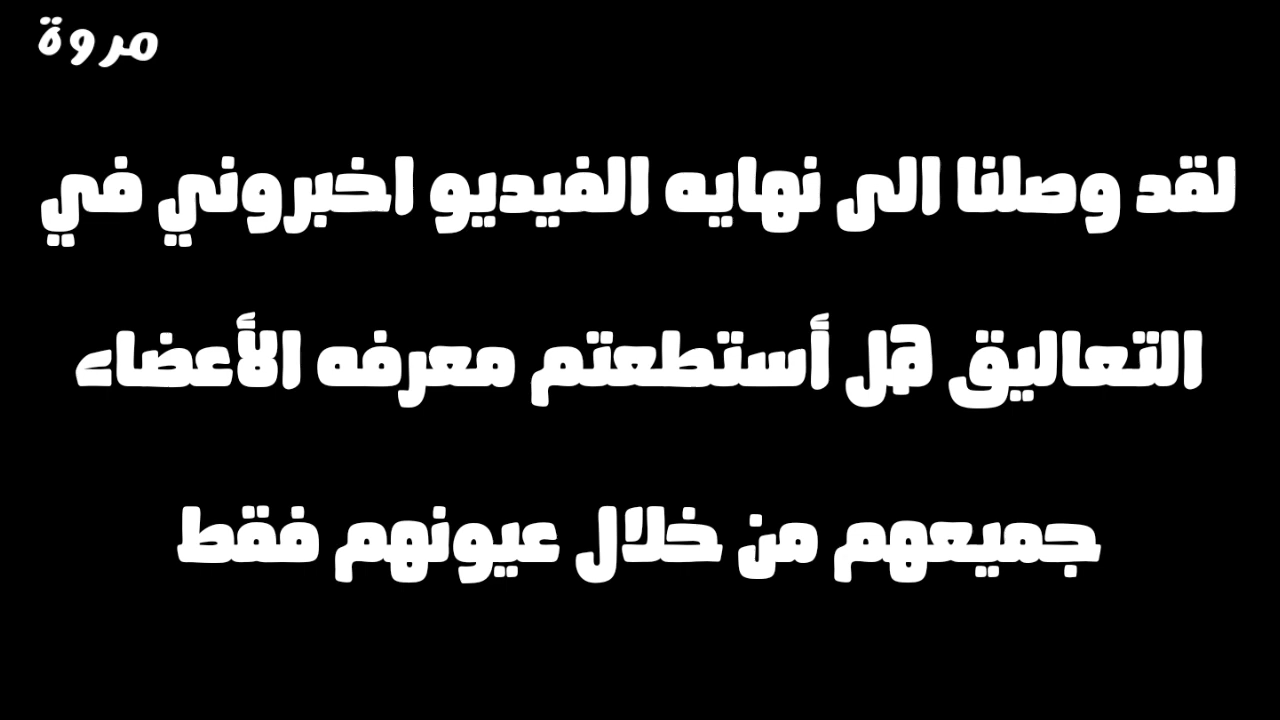 مروة
لقد وصلنا الى نهايه الفيديو اخبروني في
التعاليق هل أستطعتم معرفه الأعضاء
جميعهم من خلال عيونهم فقط